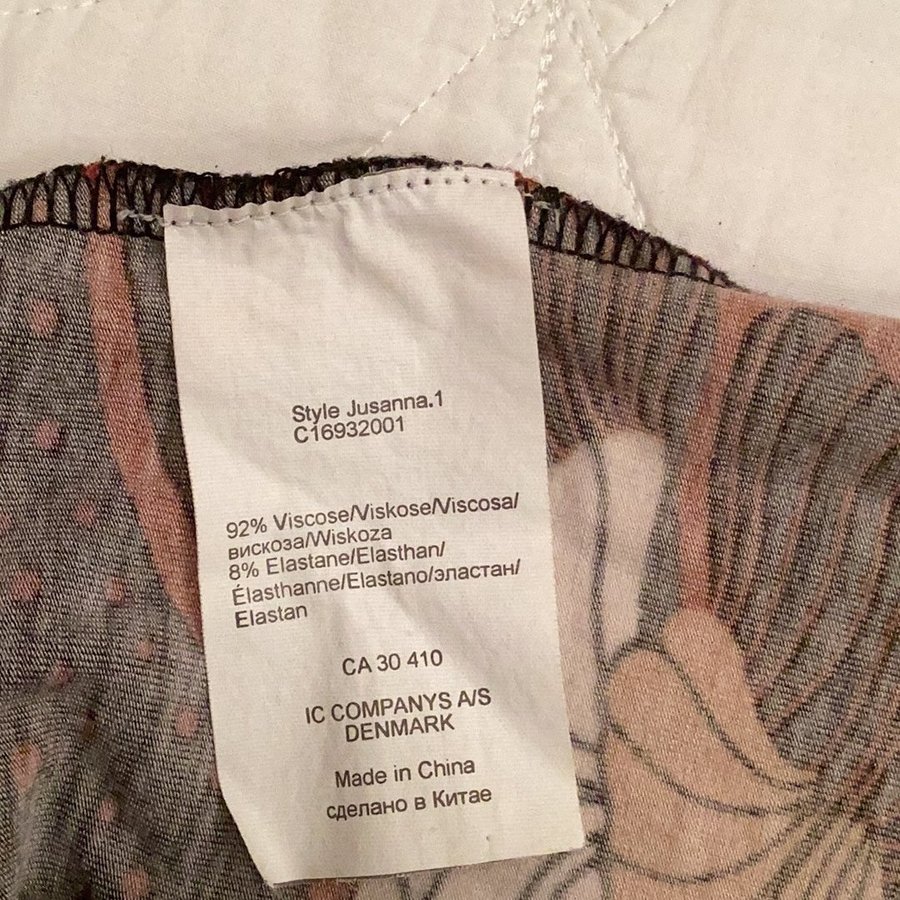 Style Jusanna.1
C16932001
92% Viscose/Viskose/Viscosa/
вискоза/Wiskoza
8% Elastane/Elasthan/
Élasthanne/Elastano/эластан/
Elastan
CA 30 410
IC COMPANYS A/S
DENMARK
Made in China
сделано в Китае